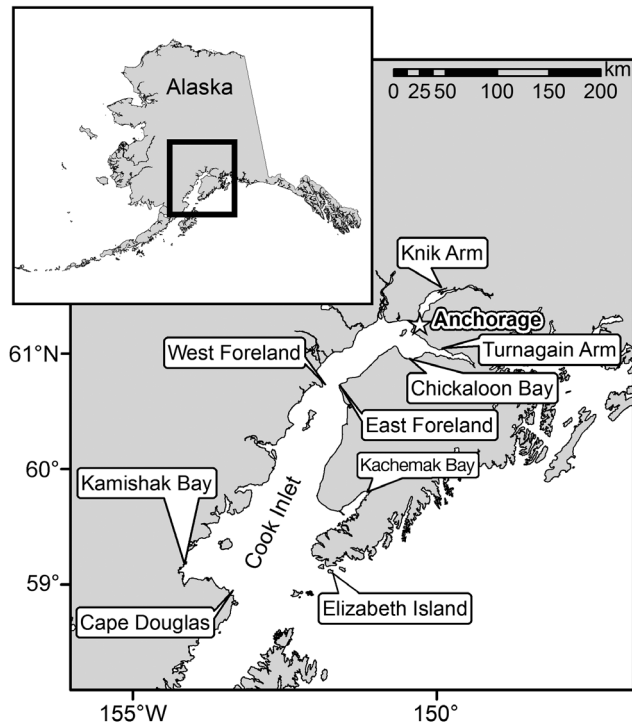 Alaska
km
0 25 50 100 150 200
Knik Arm
Anchorage
61°N
West Foreland
Turnagain Arm
Chickaloon Bay
East Foreland
60°N
Kachemak Bay
Kamishak Bay
Cook Inlet
59°N
Elizabeth Island
Cape Douglas
155°W 150°